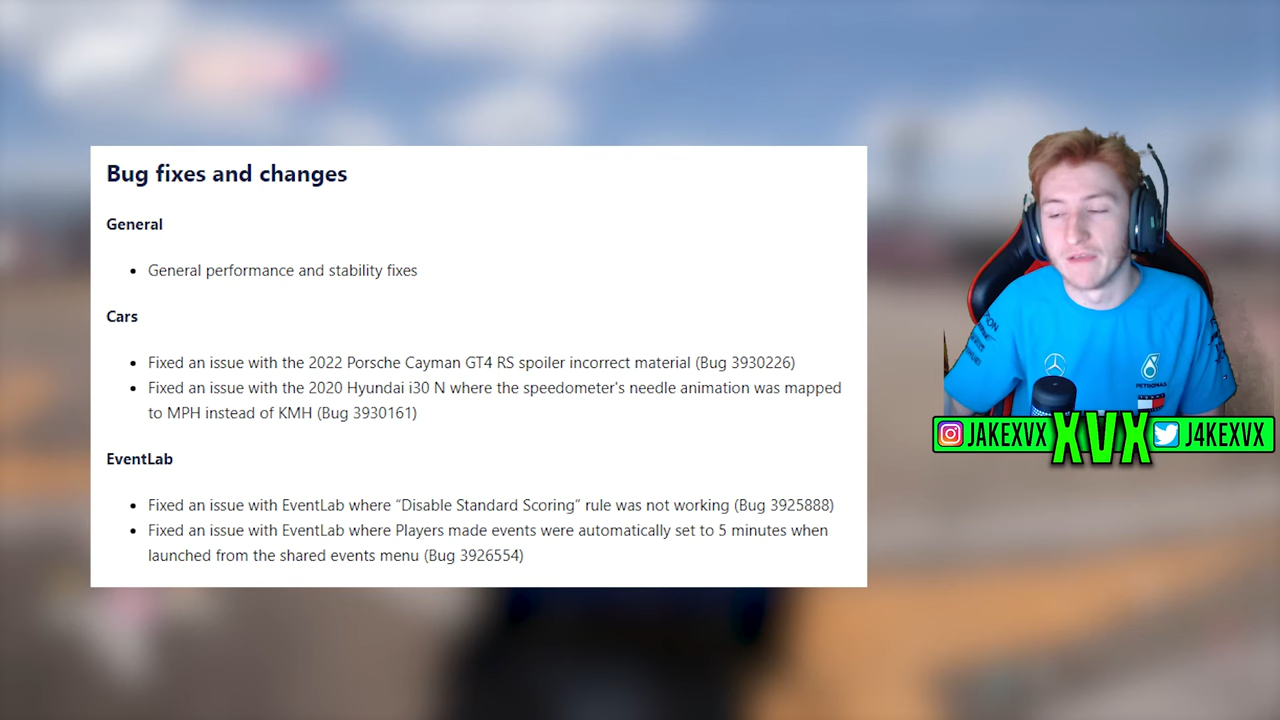 Bug fixes and changes
General
General performance and stability fixes
Cars
Fixed an issue with the 2022 Porsche Cayman GT4 RS spoiler incorrect material (Bug 3930226)
Fixed an issue with the 2020 Hyundai i30 N where the speedometer's needle animation was mapped
to MPH instead of KMH (Bug 3930161)
EventLab
Fixed an issue with EventLab where “Disable Standard Scoring” rule was not working (Bug 3925888)
Fixed an issue with EventLab where Players made events were automatically set to 5 minutes when
launched from the shared events menu (Bug 3926554)
PETRONAS
JAKEXVX XVX J4KEXVX